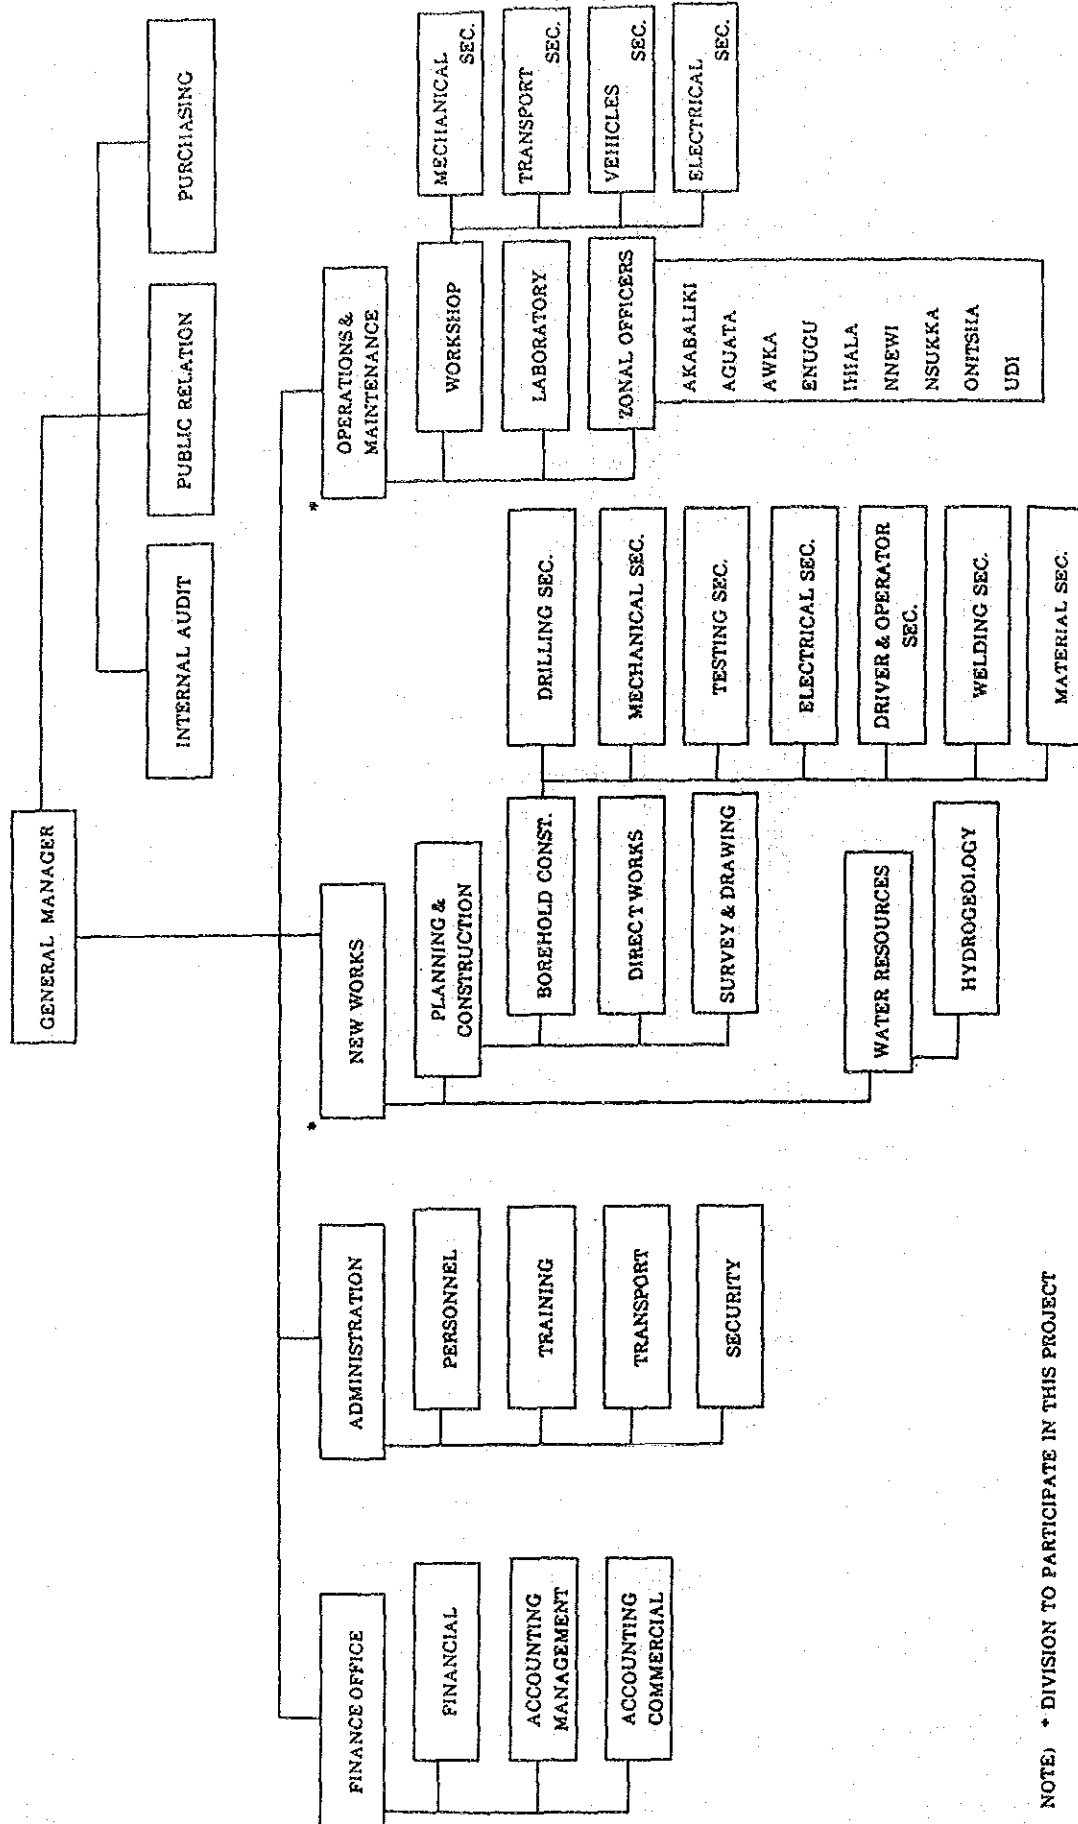 GENERAL MANAGER
INTERNAL AUDIT
PUBLIC RELATION
PURCHASING
FINANCE OFFICE
FINANCIAL
ACCOUNTING
MANAGEMENT
ACCOUNTING
COMMERCIAL
ADMINISTRATION
PERSONNEL
TRAINING
TRANSPORT
SECURITY
*
NEW WORKS
PLANNING &
CONSTRUCTION
BOREHOLD CONST.
DIRECT WORKS
SURVEY & DRAWING
DRILLING SEC.
MECHANICAL SEC.
TESTING SEC.
ELECTRICAL SEC.
DRIVER & OPERATOR
SEC.
WELDING SEC.
MATERIAL SEC.
WATER RESOURCES
HYDROGEOLOGY
*
OPERATIONS &
MAINTENANCE
WORKSHOP
LABORATORY
ZONAL OFFICERS
MECHANICAL
SEC.
TRANSPORT
SEC.
VEHICLES
SEC.
ELECTRICAL
SEC.
AKABALIKI
AGUATA
AWKA
ENUGU
IHIALA
NNEWI
NSUKKA
ONITSHA
UDI
NOTE) * DIVISION TO PARTICIPATE IN THIS PROJECT